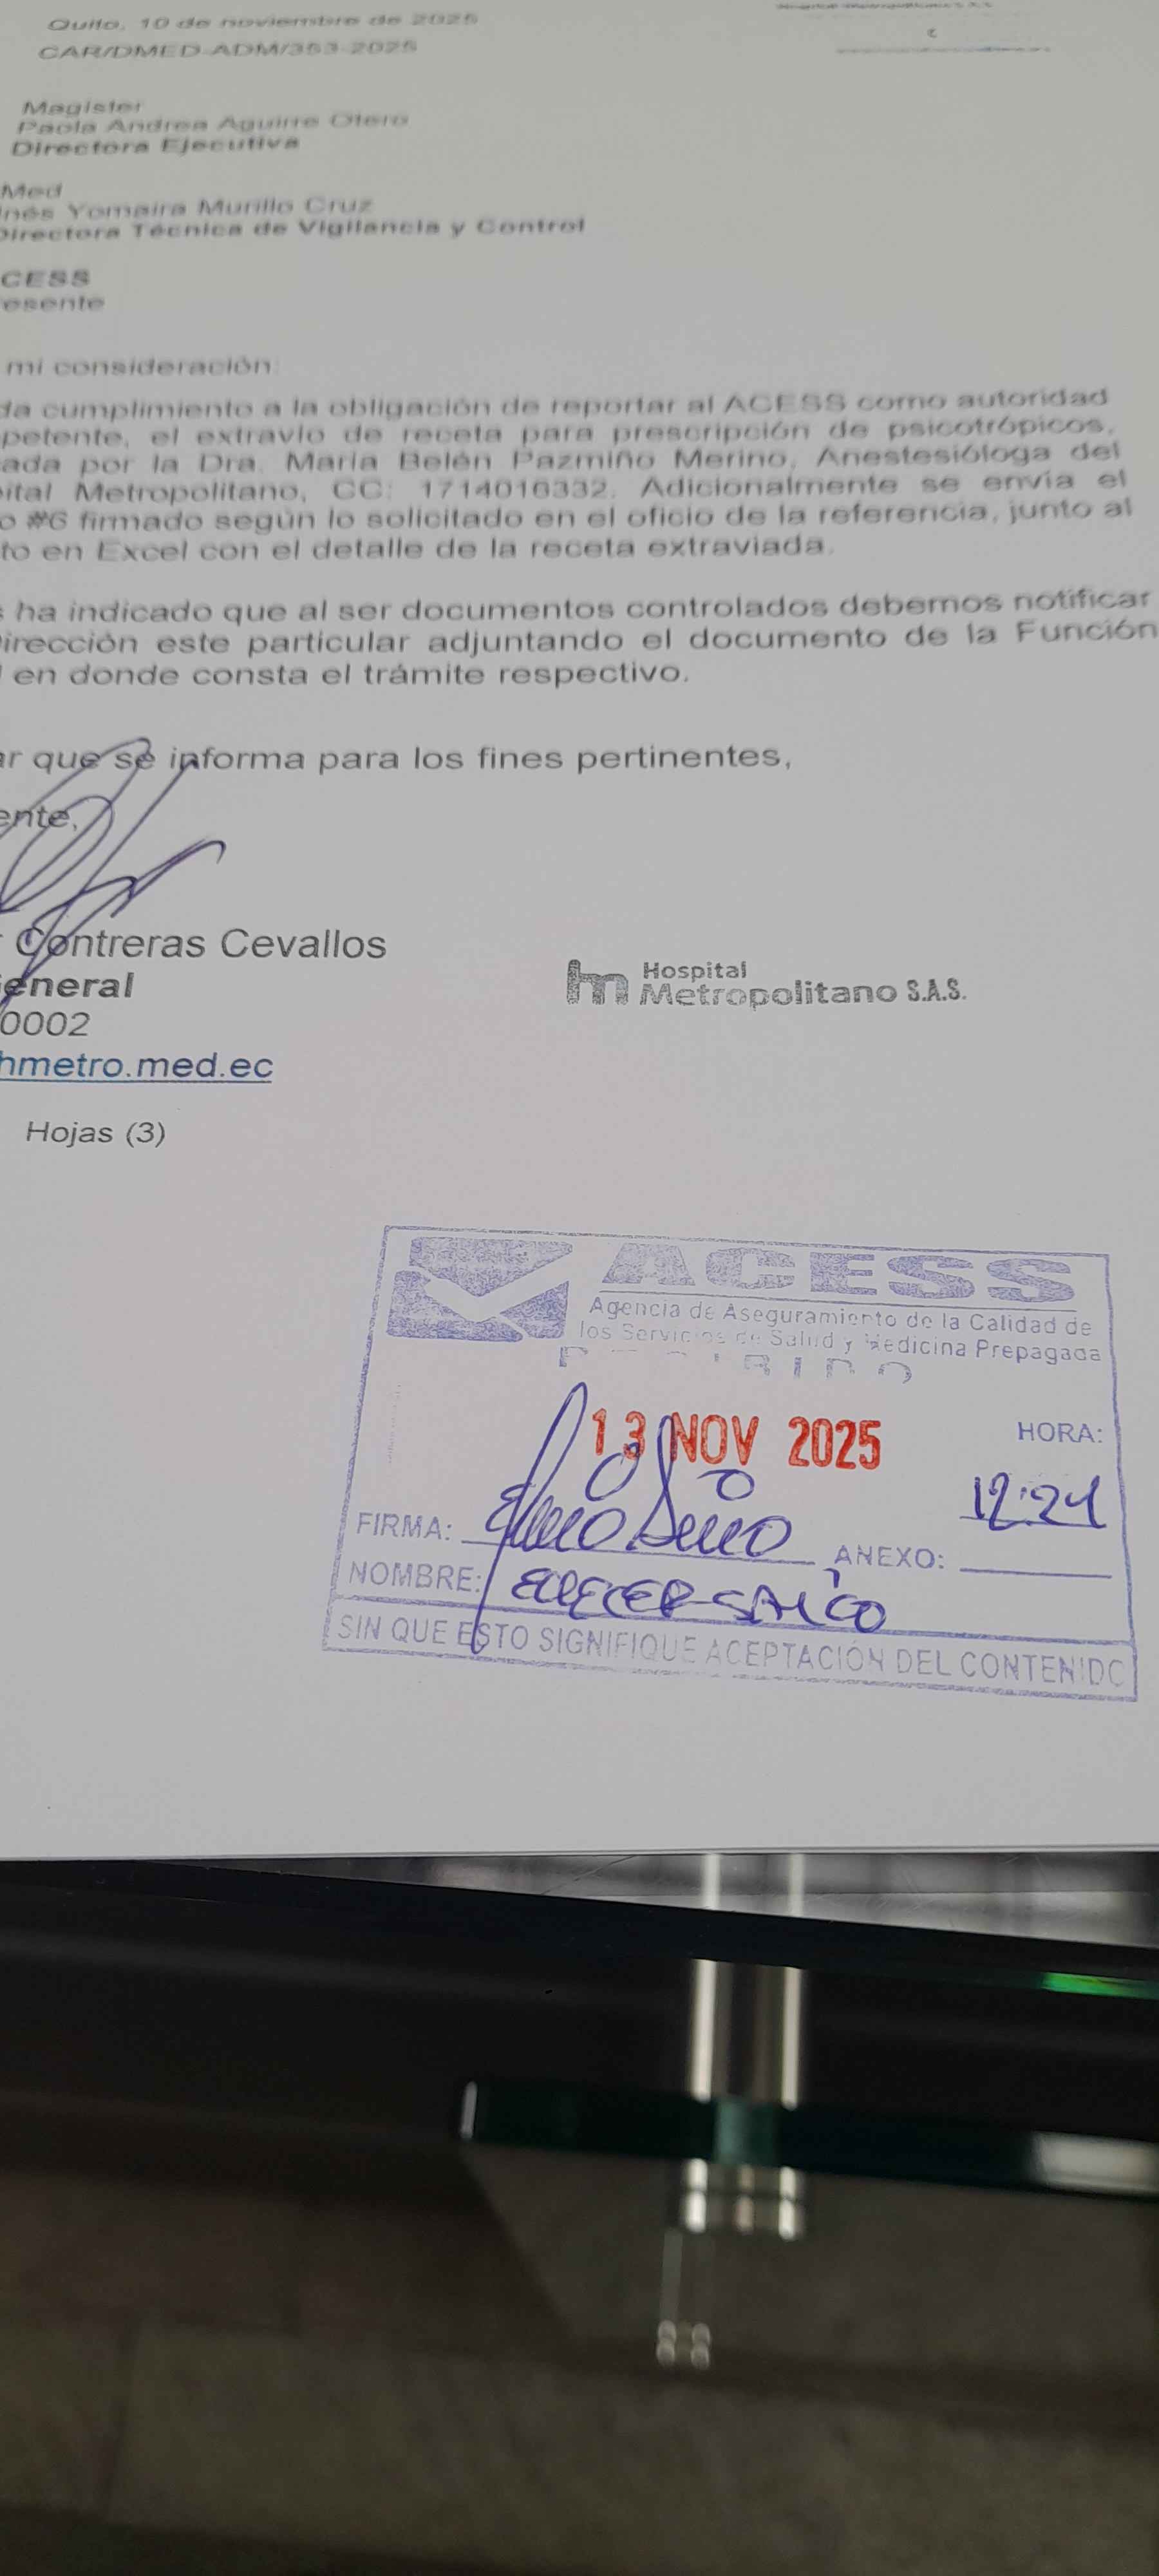 Quito, 10 de noviembre de 2025
CAR/DMED-ADM/353-2025
Magister
Paola Andrea Aguirre Otero
Directora Ejecutiva
Med
Inés Yomaira Murillo Cruz
Directora Técnica de Vigilancia y Control
CESS
esente
mi consideración:
da cumplimiento a la obligación de reportar al ACESS como autoridad
petente, el extravío de receta para prescripción de psicotrópicos,
ada por la Dra. María Belén Pazmiño Merino, Anestesióloga del
ital Metropolitano, CC: 1714016332. Adicionalmente se envía el
o #6 firmado según lo solicitado en el oficio de la referencia, junto al
to en Excel con el detalle de la receta extraviada.
s ha indicado que al ser documentos controlados debemos notificar
Dirección este particular adjuntando el documento de la Función
l en donde consta el trámite respectivo.
ar que se informa para los fines pertinentes,
ente,
r Contreras Cevallos
General
0002
hmetro.med.ec
Hospital
Metropolitano S.A.S.
Hojas (3)
ACESS
Agencia de Aseguramiento de la Calidad de
los Servicios de Salud y Medicina Prepagada
RECIBIDO
13 NOV 2025
HORA:
12:24
FIRMA:
ANEXO:
NOMBRE: ELIECER SALCO
SIN QUE ESTO SIGNIFIQUE ACEPTACIÓN DEL CONTENIDO